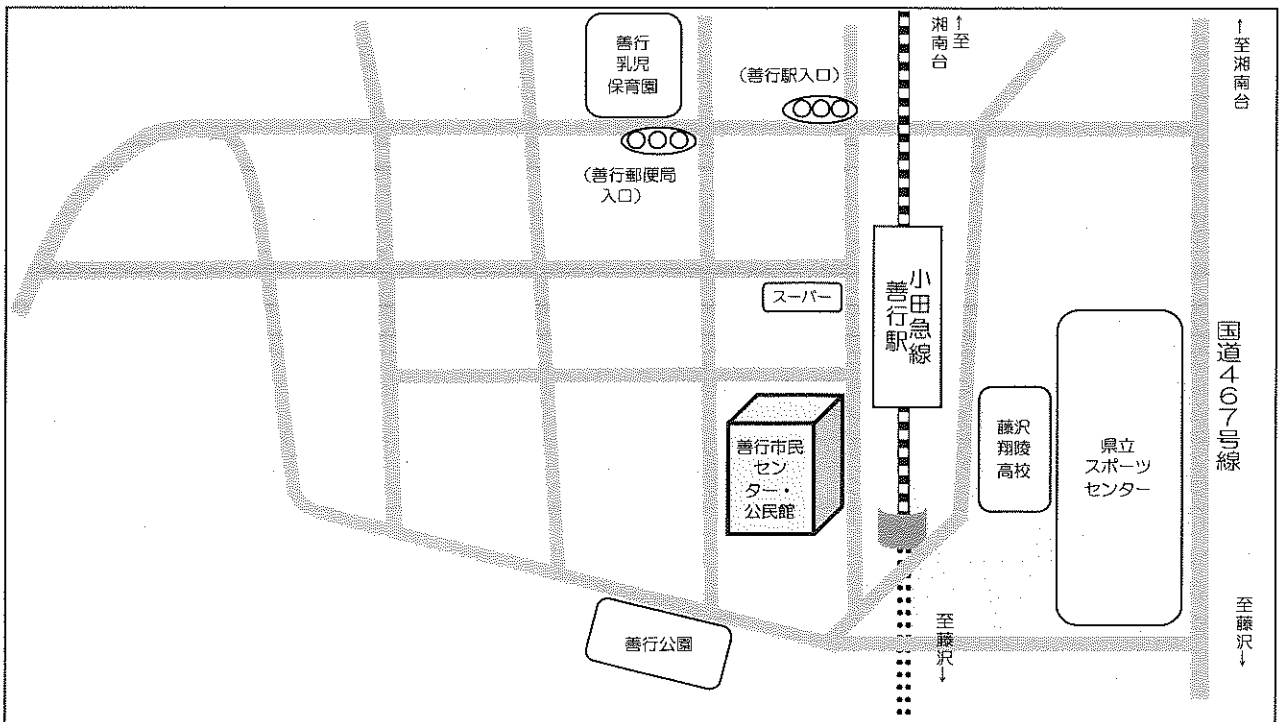 善行
乳児
保育園
(善行駅入口)
(善行郵便局
入口)
←至
湘南台
←至湘南台
スーパー
小田急線
善行駅
国道467号線
善行市民
セン
ター・
公民館
藤沢
翔陵
高校
県立
スポーツ
センター
善行公園
至藤沢→
至藤沢→